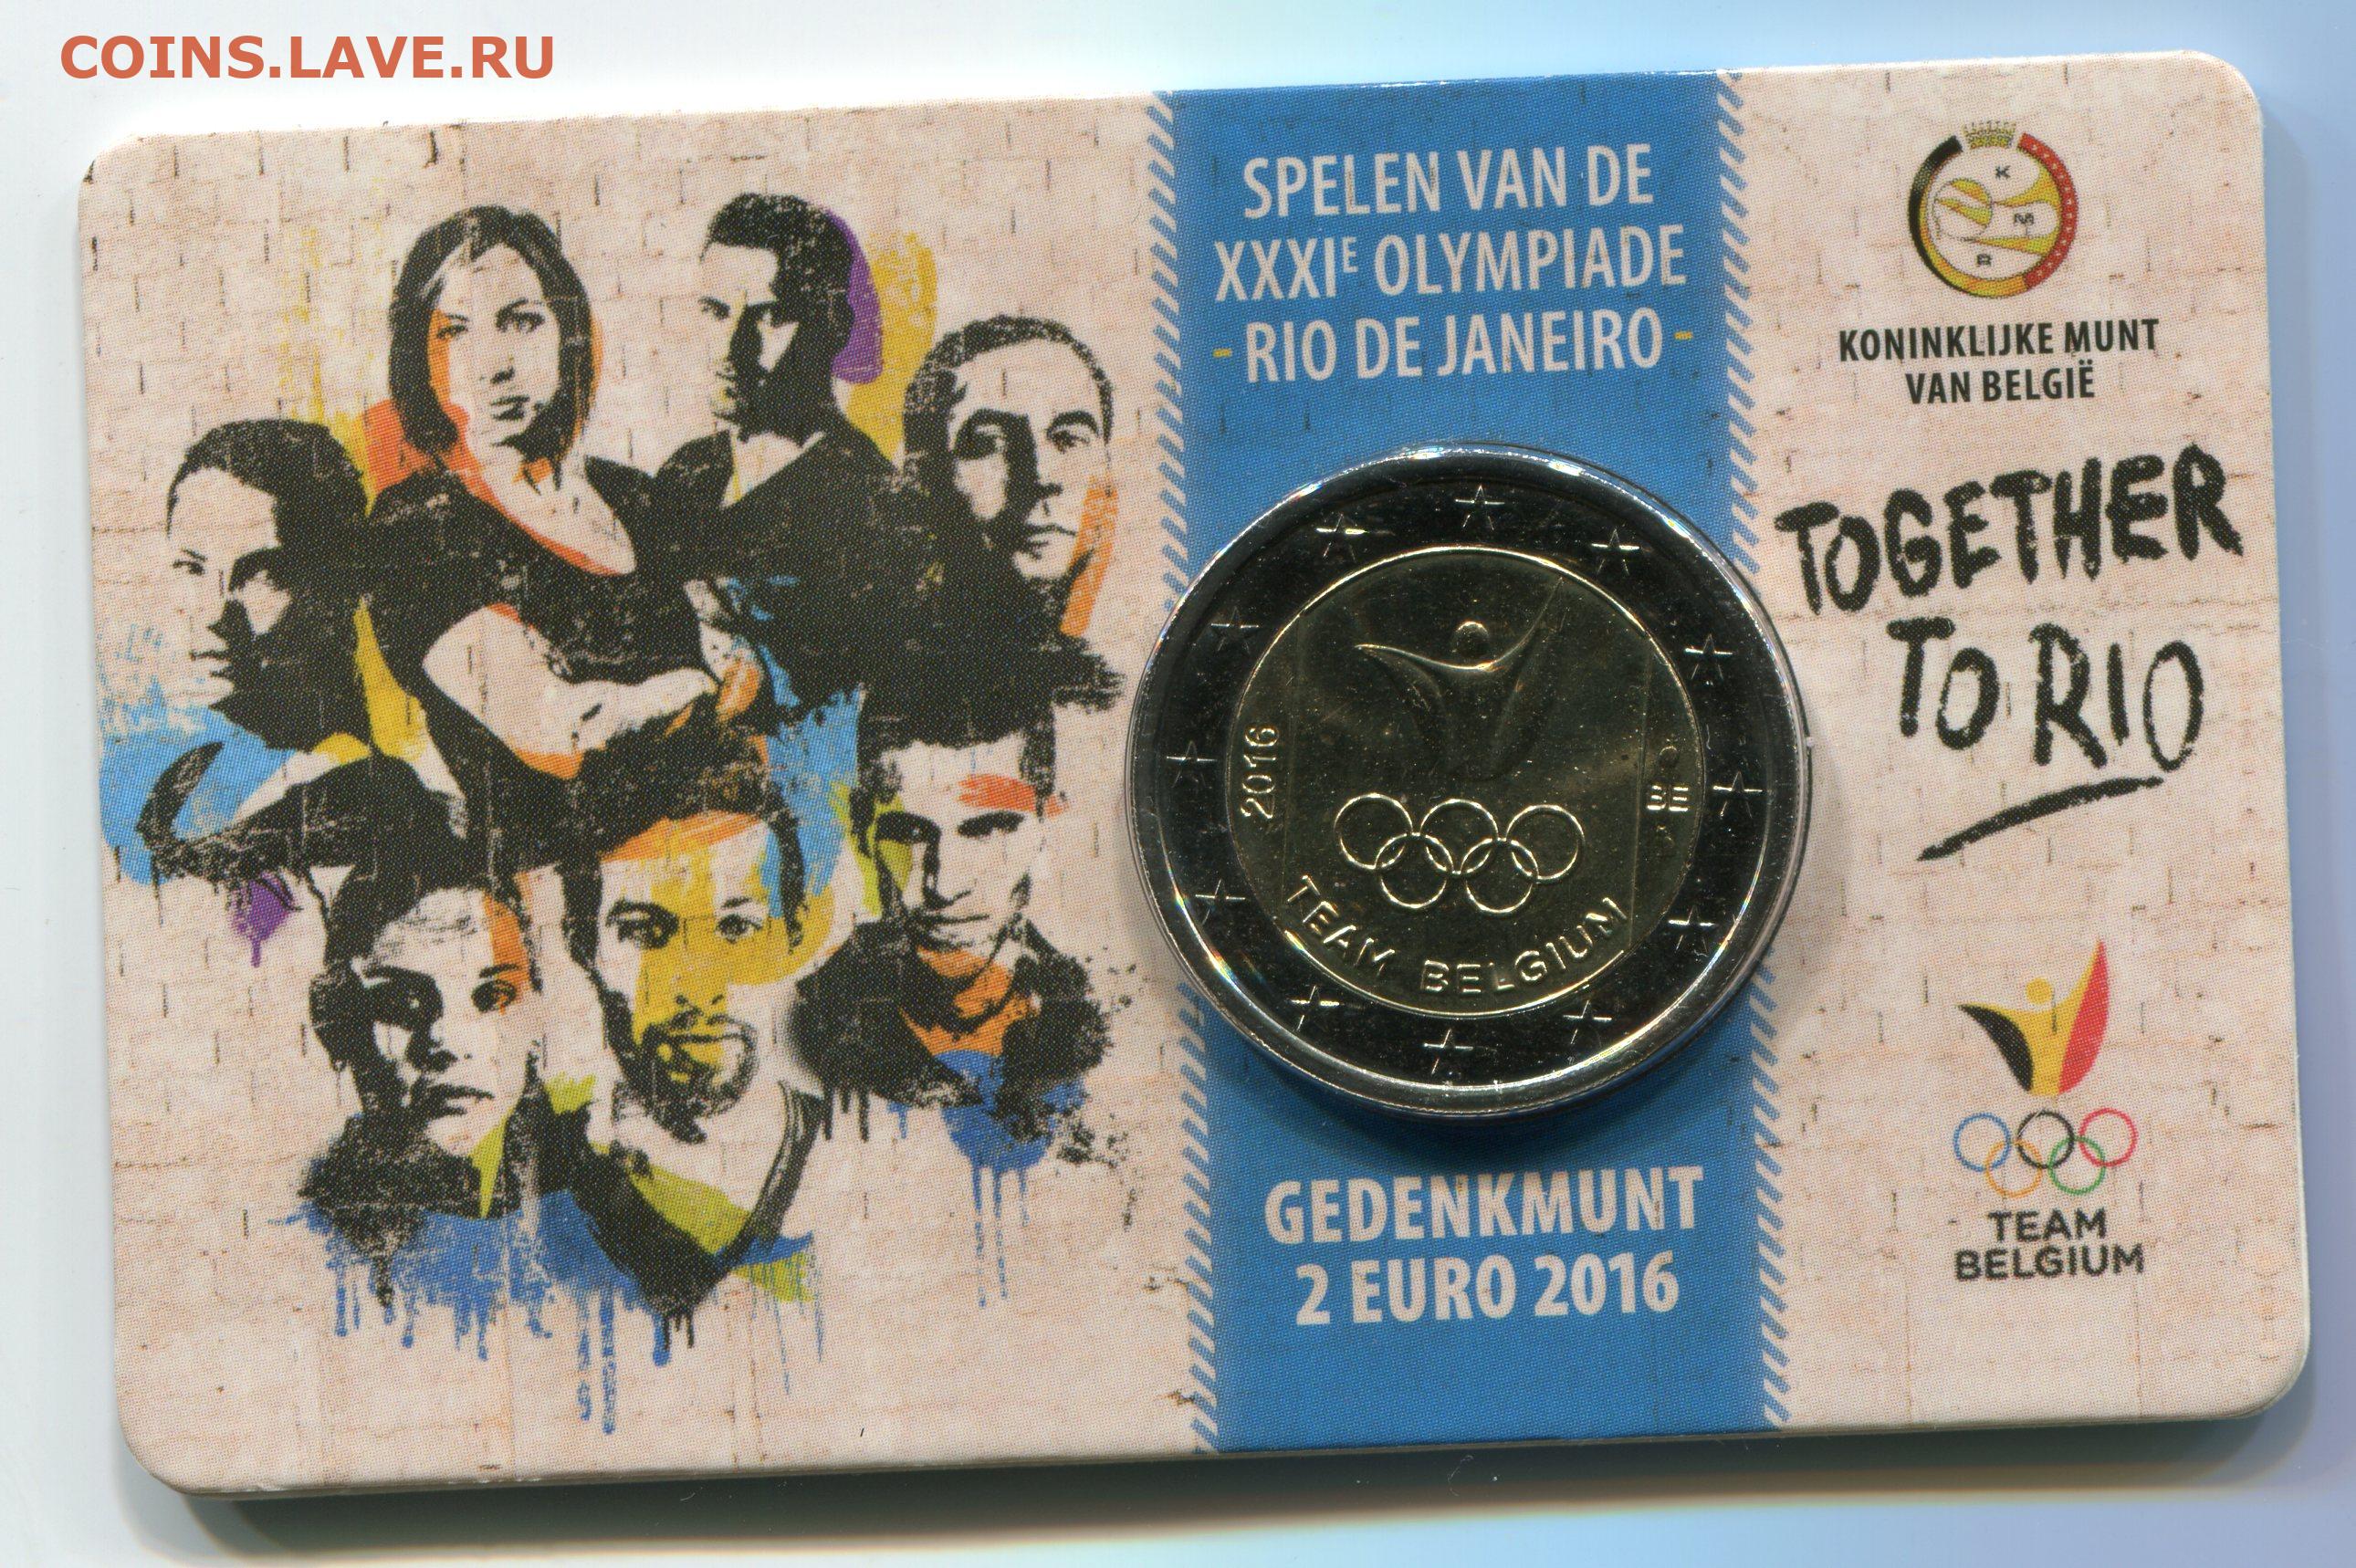 COINS.LAVE.RU
SPELEN VAN DE
XXXIE OLYMPIADE
- RIO DE JANEIRO -
2016
BE
TEAM BELGIUM
GEDENKMUNT
2 EURO 2016
K
M
KONINKLIJKE MUNT
VAN BELGIË
TOGETHER
TO RIO
TEAM
BELGIUM